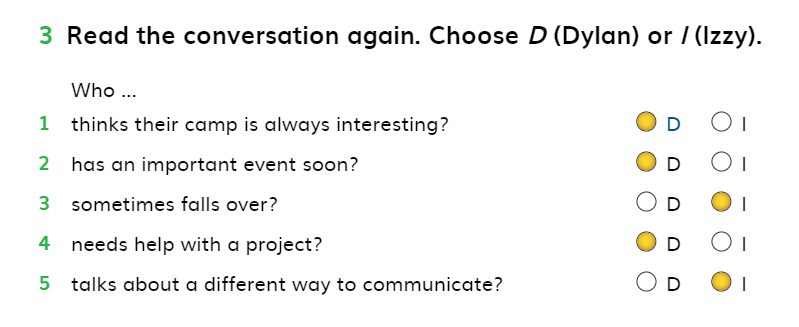 3 Read the conversation again. Choose D (Dylan) or I (Izzy).
Who ...
1 thinks their camp is always interesting? D I
2 has an important event soon? D I
3 sometimes falls over? D I
4 needs help with a project? D I
5 talks about a different way to communicate? D I